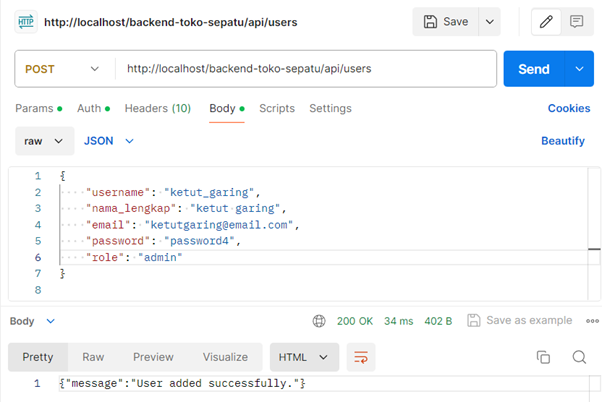 HTTP http://localhost/backend-toko-sepatu/api/users Save
POST http://localhost/backend-toko-sepatu/api/users Send
Params Auth Headers (10) Body Scripts Settings Cookies
raw JSON Beautify
1 {
2 "username": "ketut_garing",
3 "nama_lengkap": "ketut garing",
4 "email": "ketutgaring@email.com",
5 "password": "password4",
6 "role": "admin"
7 }
8
Body 200 OK 34 ms 402 B Save as example
Pretty Raw Preview Visualize HTML
1 {"message":"User added successfully."}